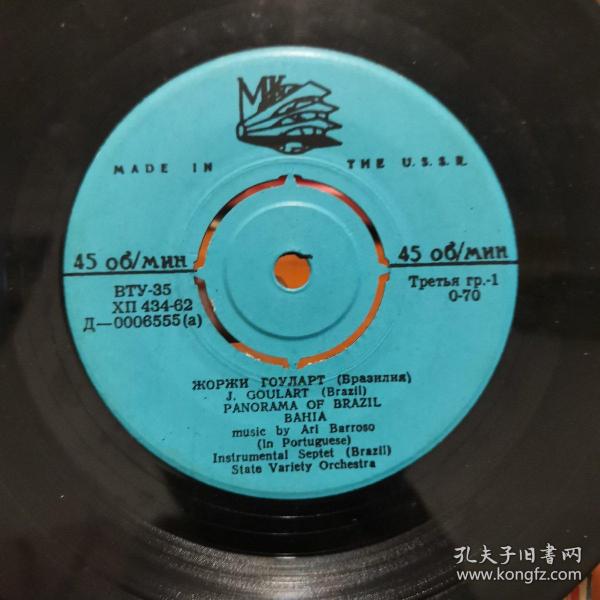 МК
MADE IN THE U.S.S.R.
45 об/мин 45 об/мин
ВТУ-35
ХП 434-62
Д—0006555(а)
Третья гр.-1
0-70
ЖОРЖИ ГОУЛАРТ (Бразилия)
J. GOULART (Brazil)
PANORAMA OF BRAZIL
BAHIA
music by Ari Barroso
(in Portuguese)
Instrumental Septet (Brazil)
State Variety Orchestra
孔夫子旧书网
www.kongfz.com